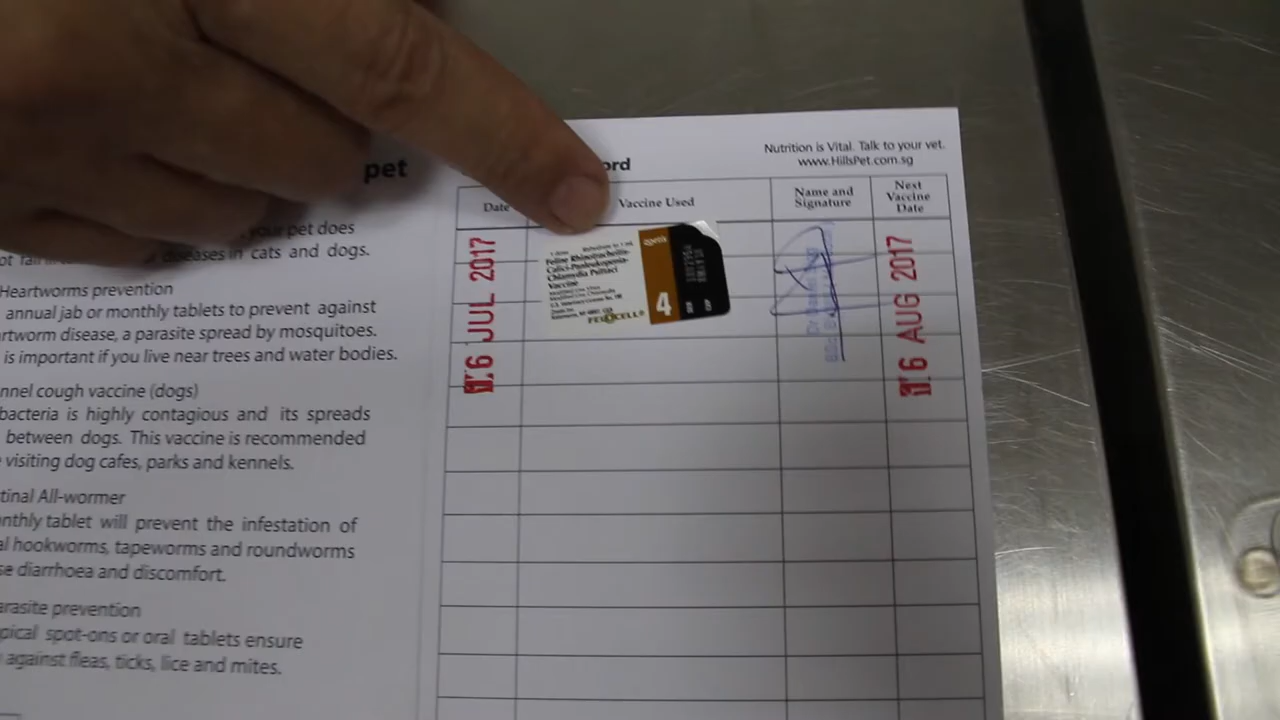 pet
your pet does
diseases in cats and dogs.
Heartworms prevention
annual jab or monthly tablets to prevent against
rtworm disease, a parasite spread by mosquitoes.
is important if you live near trees and water bodies.
nnel cough vaccine (dogs)
bacteria is highly contagious and its spreads
between dogs. This vaccine is recommended
visiting dog cafes, parks and kennels.
tinal All-wormer
nthly tablet will prevent the infestation of
al hookworms, tapeworms and roundworms
se diarrhoea and discomfort.
arasite prevention
pical spot-ons or oral tablets ensure
against fleas, ticks, lice and mites.
ord
Nutrition is Vital. Talk to your vet.
www.HillsPet.com.sg
Date
Vaccine Used
Name and
Signature
Next
Vaccine
Date
16 JUL 2017
Feline Rhinotracheitis-
Calici-Panleukopenia-
Chlamydia Psittaci
Vaccine
FELOCELL
zoetis
4
16 AUG 2017